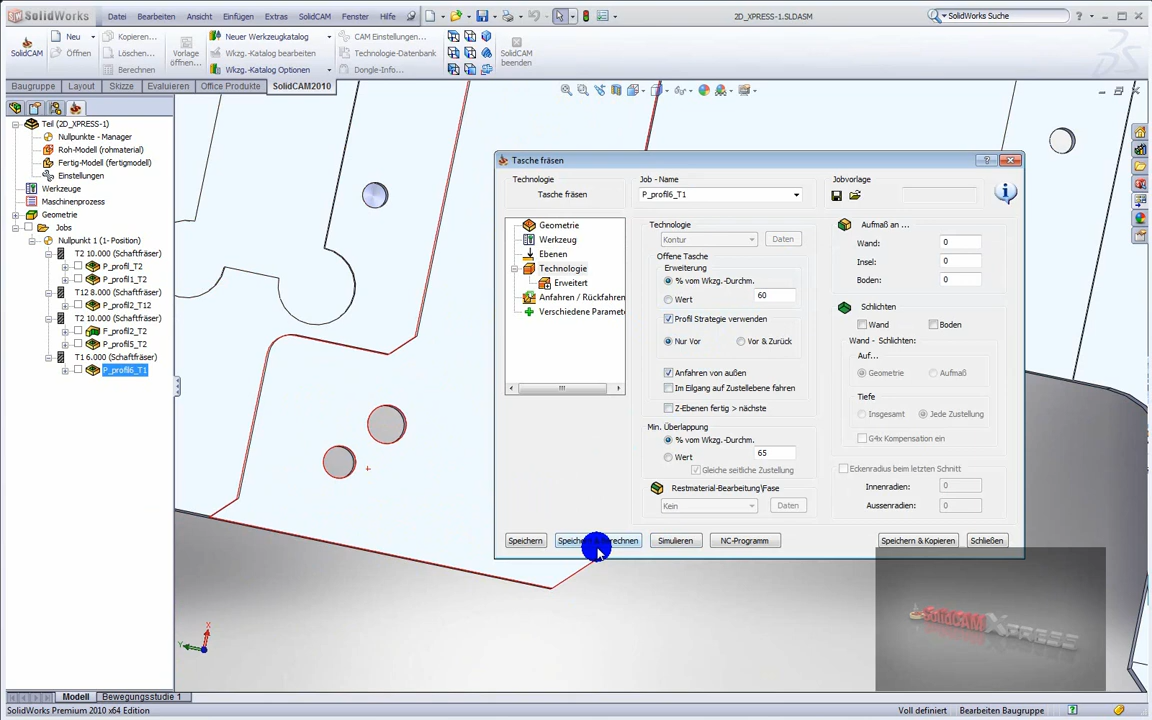 SolidWorks
Datei Bearbeiten Ansicht Einfügen Extras SolidCAM Fenster Hilfe
2D_XPRESS-1.SLDASM
SolidWorks Suche
SolidCAM
Neu
Öffnen
Kopieren...
Löschen...
Berechnen
Vorlage
öffnen...
Neuer Werkzeugkatalog
Wkzg.-Katalog bearbeiten
Wkzg.-Katalog Optionen
CAM Einstellungen...
Technologie-Datenbank
Dongle-Info...
SolidCAM
beenden
Baugruppe Layout Skizze Evaluieren Office Produkte SolidCAM2010
Teil (2D_XPRESS-1)
Nullpunkte - Manager
Roh-Modell (rohmaterial)
Fertig-Modell (fertigmodell)
Einstellungen
Werkzeuge
Maschinenprozess
Geometrie
Jobs
Nullpunkt 1 (1- Position)
T2 10.000 (Schaftfräser)
P_profil_T2
P_profil1_T2
T12 8.000 (Schaftfräser)
P_profil2_T12
T2 10.000 (Schaftfräser)
F_profil2_T2
P_profil5_T2
T1 6.000 (Schaftfräser)
P_profil6_T1
Tasche fräsen
Technologie
Tasche fräsen
Job - Name
P_profil6_T1
Jobvorlage
Geometrie
Werkzeug
Ebenen
Technologie
Erweitert
Anfahren / Rückfahren
Verschiedene Paramete
Technologie
Kontur
Daten
Offene Tasche
Erweiterung
% vom Wkzg.-Durchm.
60
Wert
Profil Strategie verwenden
Nur Vor
Vor & Zurück
Anfahren von außen
Im Eilgang auf Zustellebene fahren
Z-Ebenen fertig > nächste
Min. Überlappung
% vom Wkzg.-Durchm.
65
Wert
Gleiche seitliche Zustellung
Restmaterial-Bearbeitung\Fase
Kein
Daten
Aufmaß an ...
Wand: 0
Insel: 0
Boden: 0
Schlichten
Wand
Boden
Wand - Schlichten:
Auf...
Geometrie
Aufmaß
Tiefe
Insgesamt
Jede Zustellung
G4x Kompensation ein
Eckenradius beim letzten Schnitt
Innenradien: 0
Aussenradien: 0
Speichern
Simulieren
NC-Programm
Speichern & Kopieren
Schließen
SolidCAM XPRESS
X
Y
Modell
Bewegungsstudie 1
SolidWorks Premium 2010 x64 Edition
Voll definiert
Bearbeiten Baugruppe